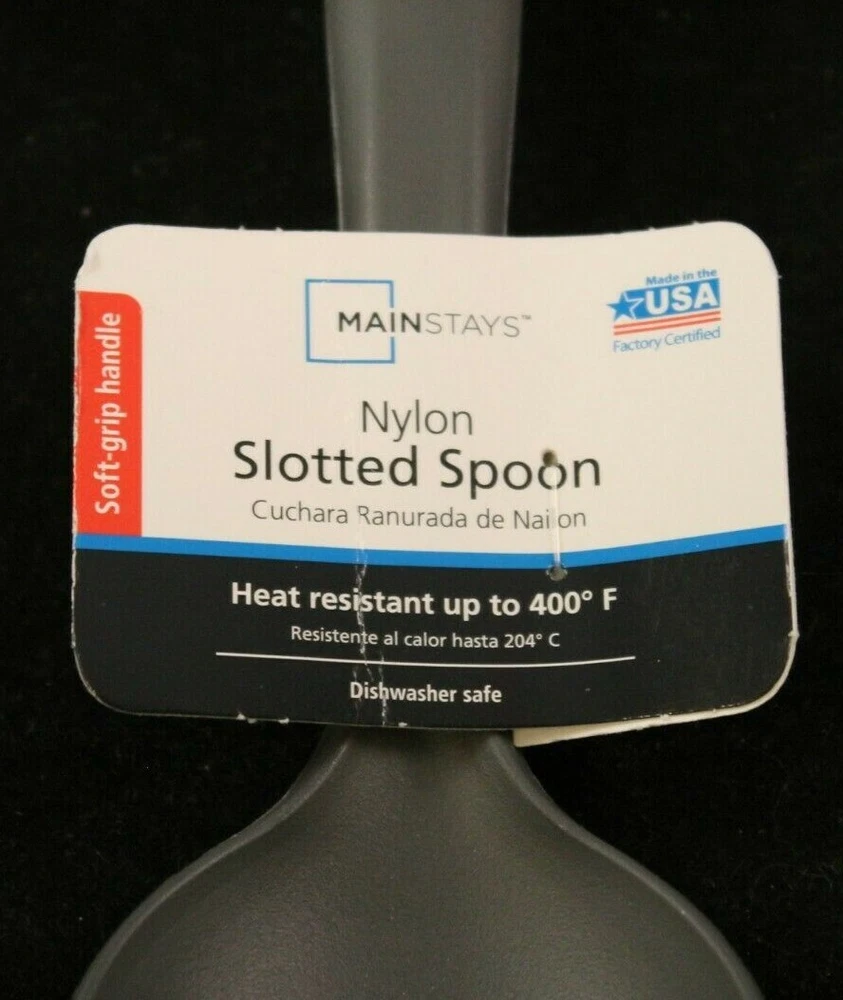 Made in the
USA
Factory Certified
MAINSTAYS™
Soft-grip handle
Nylon
Slotted Spoon
Cuchara Ranurada de Nailon
Heat resistant up to 400° F
Resistente al calor hasta 204° C
Dishwasher safe